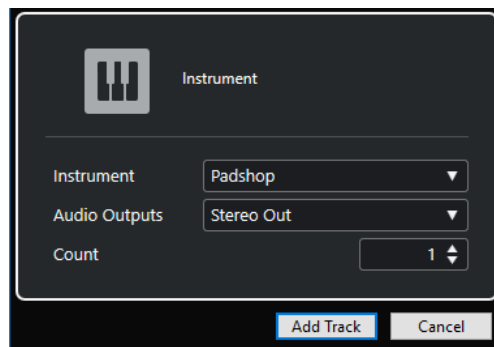 Instrument
Instrument Padshop
Audio Outputs Stereo Out
Count 1
Add Track Cancel